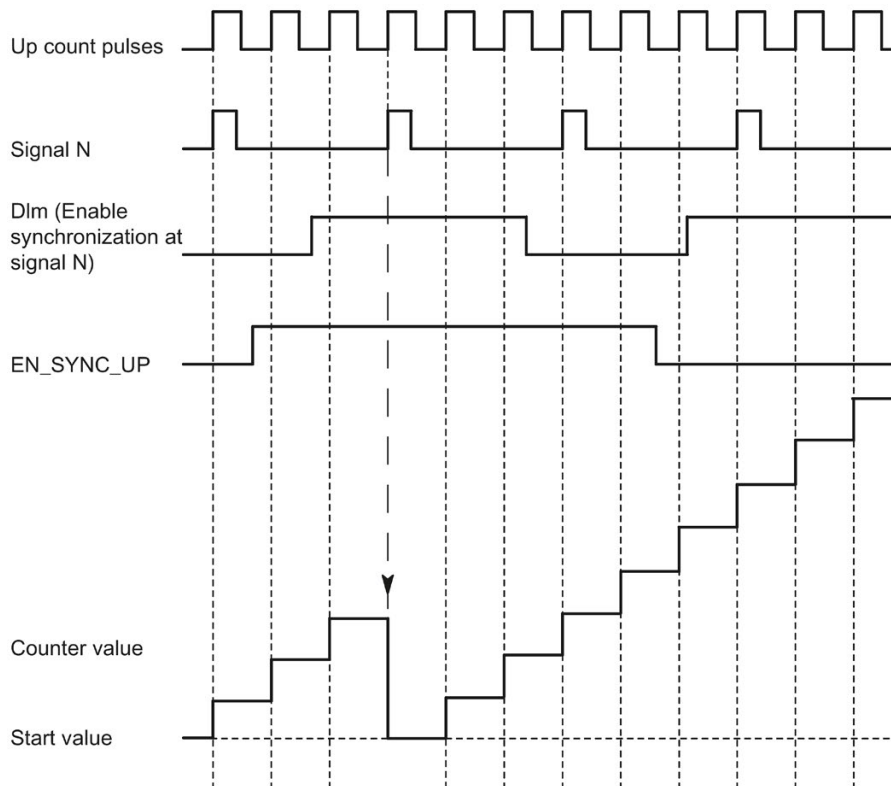 Up count pulses
Signal N
DIm (Enable
synchronization at
signal N)
EN_SYNC_UP
Counter value
Start value